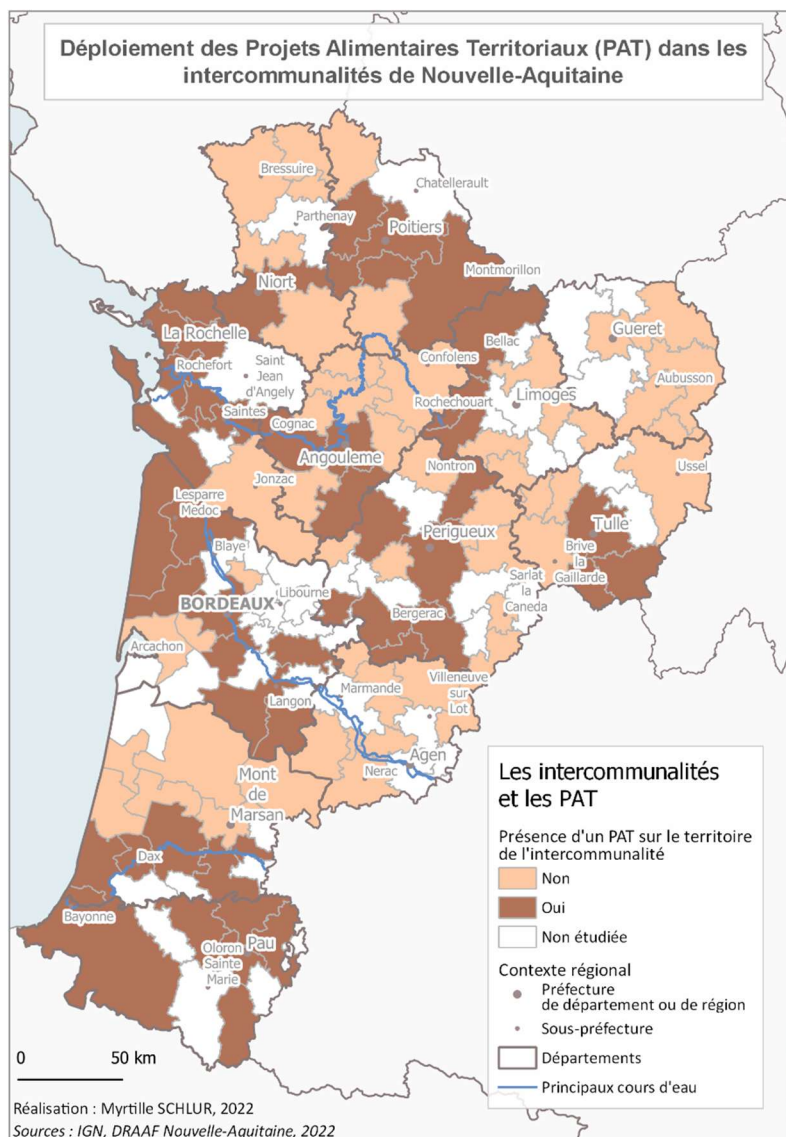 Déploiement des Projets Alimentaires Territoriaux (PAT) dans les
intercommunalités de Nouvelle-Aquitaine
Bressuire
Chatellerault
Parthenay
Poitiers
Montmorillon
Niort
La Rochelle
Bellac
Gueret
Rochefort
Saint
Jean
d'Angely
Confolens
Limoges
Aubusson
Saintes
Cognac
Rochechouart
Angouleme
Nontron
Ussel
Jonzac
Lesparre
Medoc
Perigueux
Tulle
Brive
la
Gaillarde
Blaye
Libourne
Sarlat
la
Caneda
BORDEAUX
Bergerac
Arcachon
Villeneuve
sur
Lot
Marmande
Langon
Agen
Nerac
Mont
de
Marsan
Dax
Bayonne
Oloron
Sainte
Marie
Pau
Les intercommunalités
et les PAT
Présence d'un PAT sur le territoire
de l'intercommunalité
Non
Oui
Non étudiée
Contexte régional
Préfecture
de département ou de région
Sous-préfecture
Départements
Principaux cours d'eau
0 50 km
Réalisation : Myrtille SCHLUR, 2022
Sources : IGN, DRAAF Nouvelle-Aquitaine, 2022